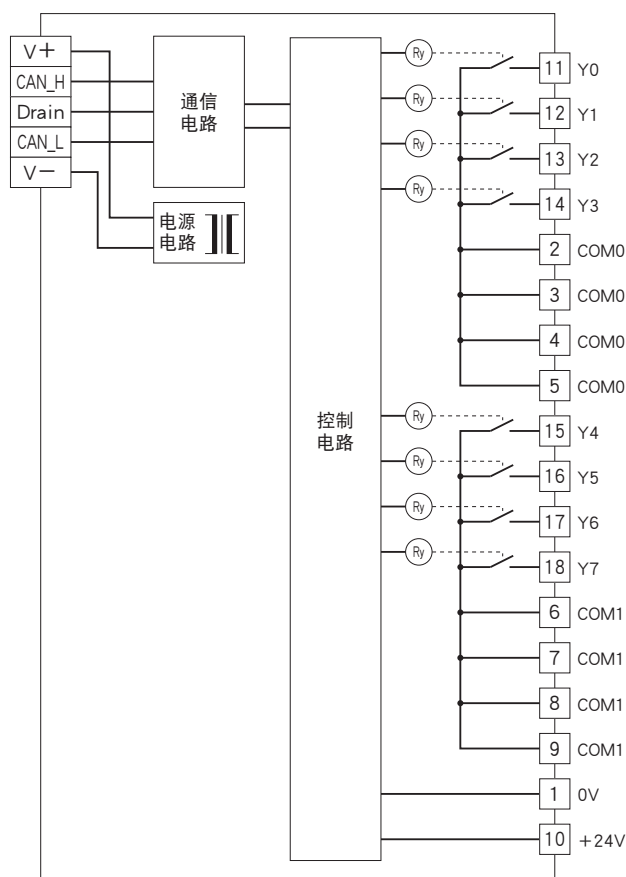 V+
CAN_H
Drain
CAN_L
V−
通信
电路
电源
电路
控制
电路
Ry 11 Y0
Ry 12 Y1
Ry 13 Y2
Ry 14 Y3
2 COM0
3 COM0
4 COM0
5 COM0
Ry 15 Y4
Ry 16 Y5
Ry 17 Y6
Ry 18 Y7
6 COM1
7 COM1
8 COM1
9 COM1
1 0V
10 +24V